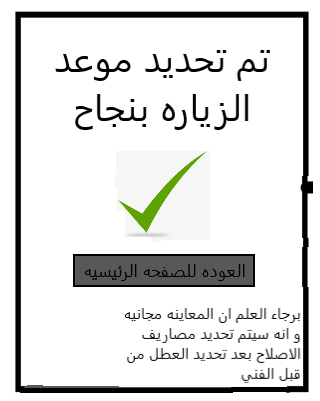 تم تحديد موعد
الزياره بنجاح
العوده للصفحه الرئيسيه
برجاء العلم ان المعاينه مجانيه
و انه سيتم تحديد مصاريف
الاصلاح بعد تحديد العطل من
قبل الفني